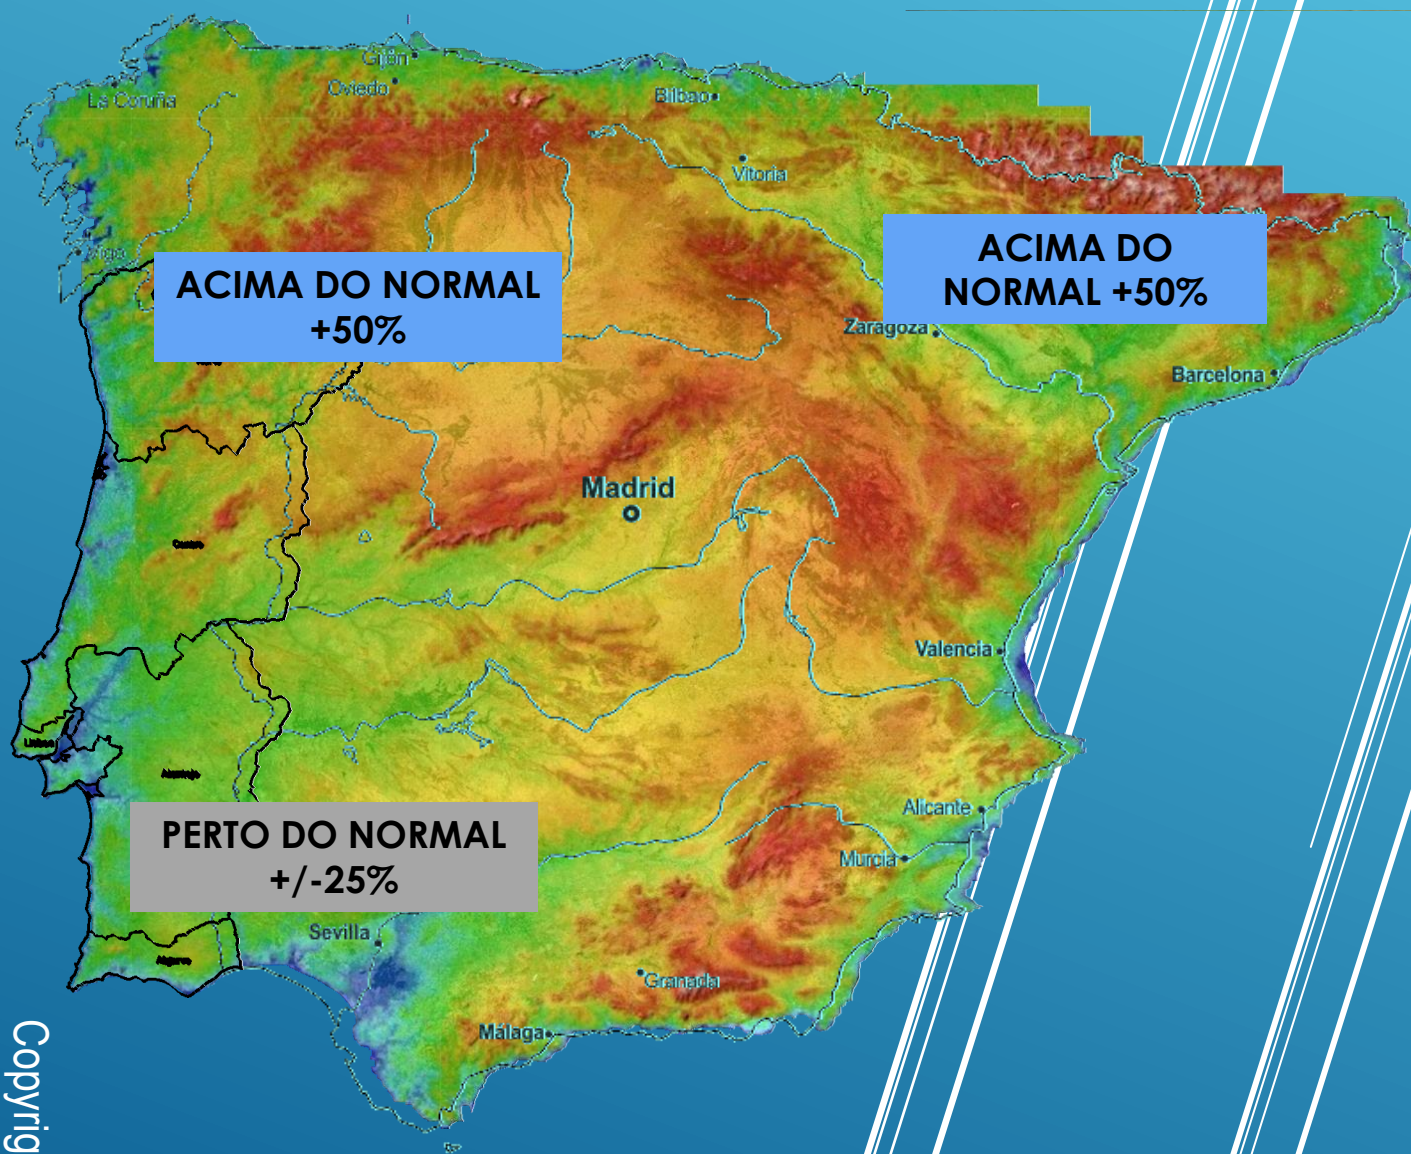 Gijón
Oviedo
La Coruña
Bilbao
Vitoria
Vigo
ACIMA DO NORMAL
+50%
ACIMA DO
NORMAL +50%
Zaragoza
Barcelona
Madrid
Centro
Valencia
Lisboa
Alentejo
PERTO DO NORMAL
+/-25%
Alicante
Murcia
Sevilla
Algarve
Granada
Málaga
Copyrig